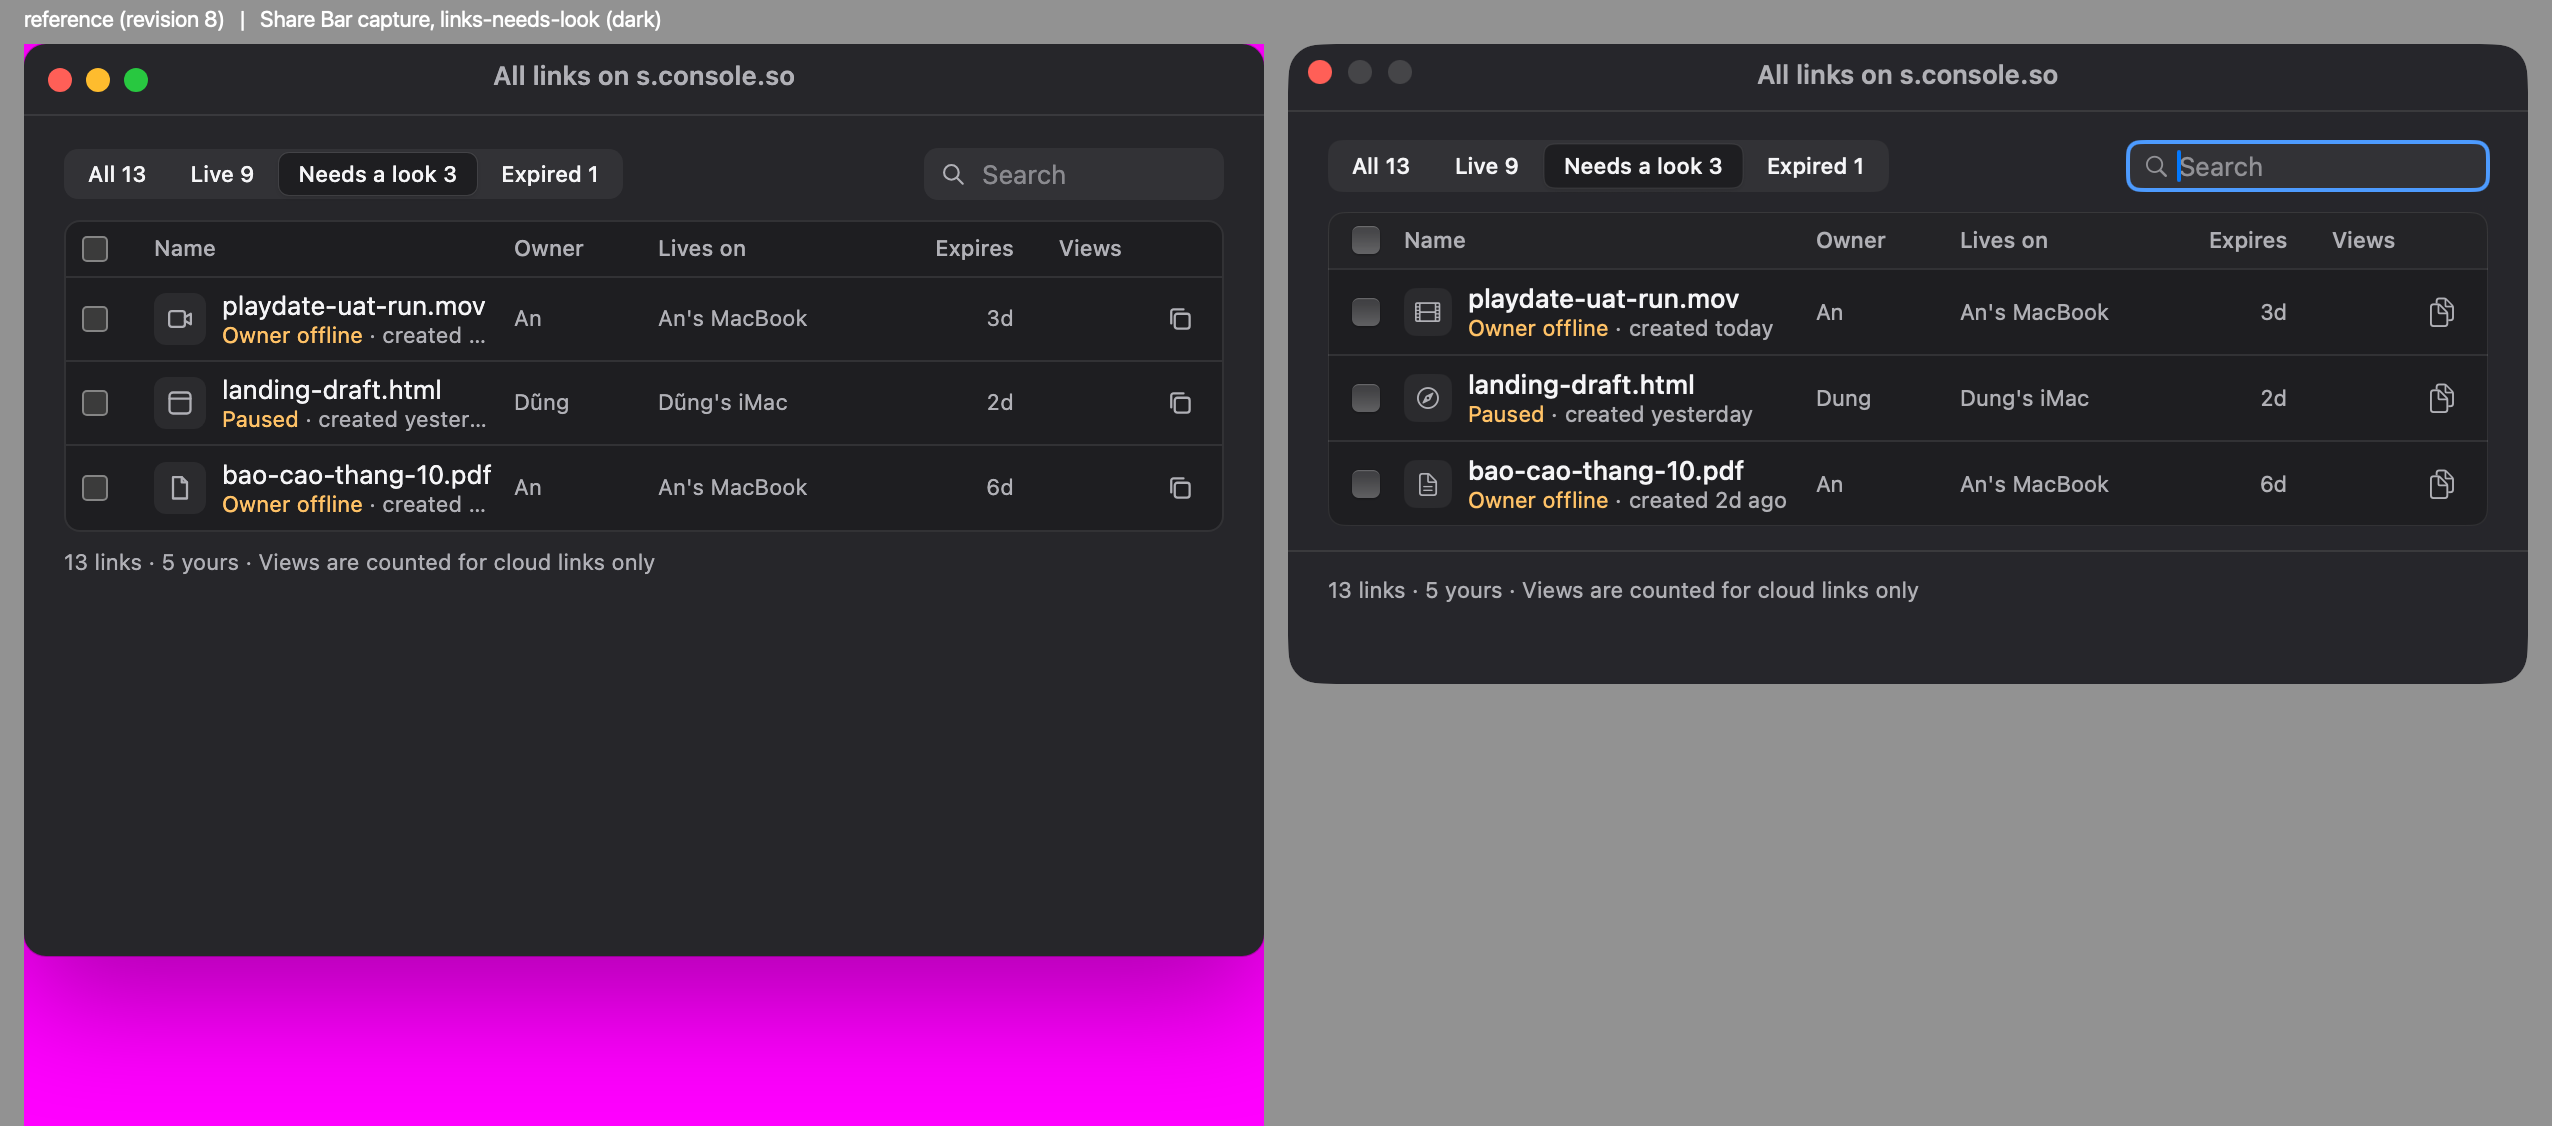 reference (revision 8) | Share Bar capture, links-needs-look (dark)
All links on s.console.so
All 13 Live 9 Needs a look 3 Expired 1 Search
Name Owner Lives on Expires Views
playdate-uat-run.mov An An's MacBook 3d
Owner offline · created ...
landing-draft.html Dũng Dũng's iMac 2d
Paused · created yester...
bao-cao-thang-10.pdf An An's MacBook 6d
Owner offline · created ...
13 links · 5 yours · Views are counted for cloud links only
All links on s.console.so
All 13 Live 9 Needs a look 3 Expired 1 Search
Name Owner Lives on Expires Views
playdate-uat-run.mov An An's MacBook 3d
Owner offline · created today
landing-draft.html Dung Dung's iMac 2d
Paused · created yesterday
bao-cao-thang-10.pdf An An's MacBook 6d
Owner offline · created 2d ago
13 links · 5 yours · Views are counted for cloud links only